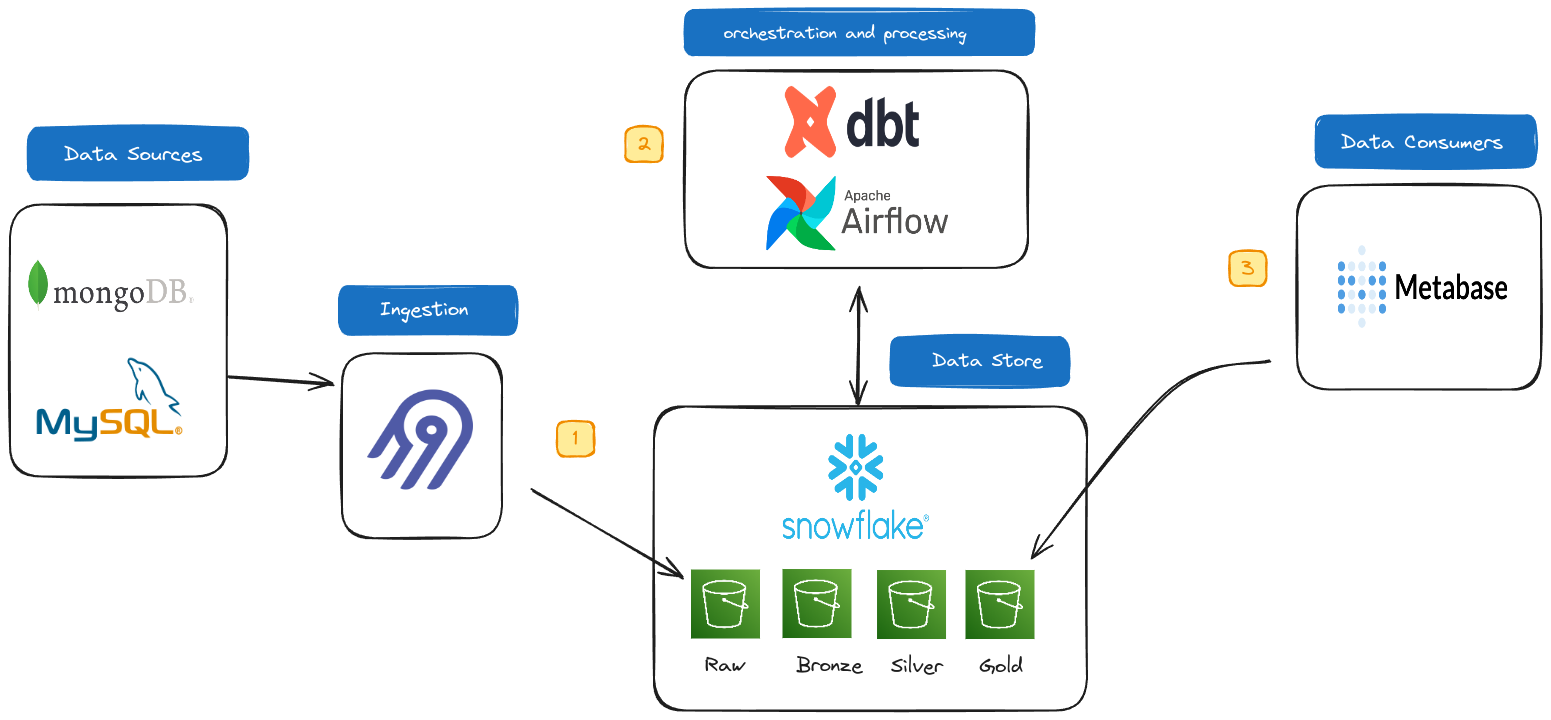 orchestration and processing
dbt
2
Apache
Airflow
Data Sources
mongoDB
MySQL®
Ingestion
1
Data Store
snowflake®
Raw
Bronze
Silver
Gold
Data Consumers
3
Metabase